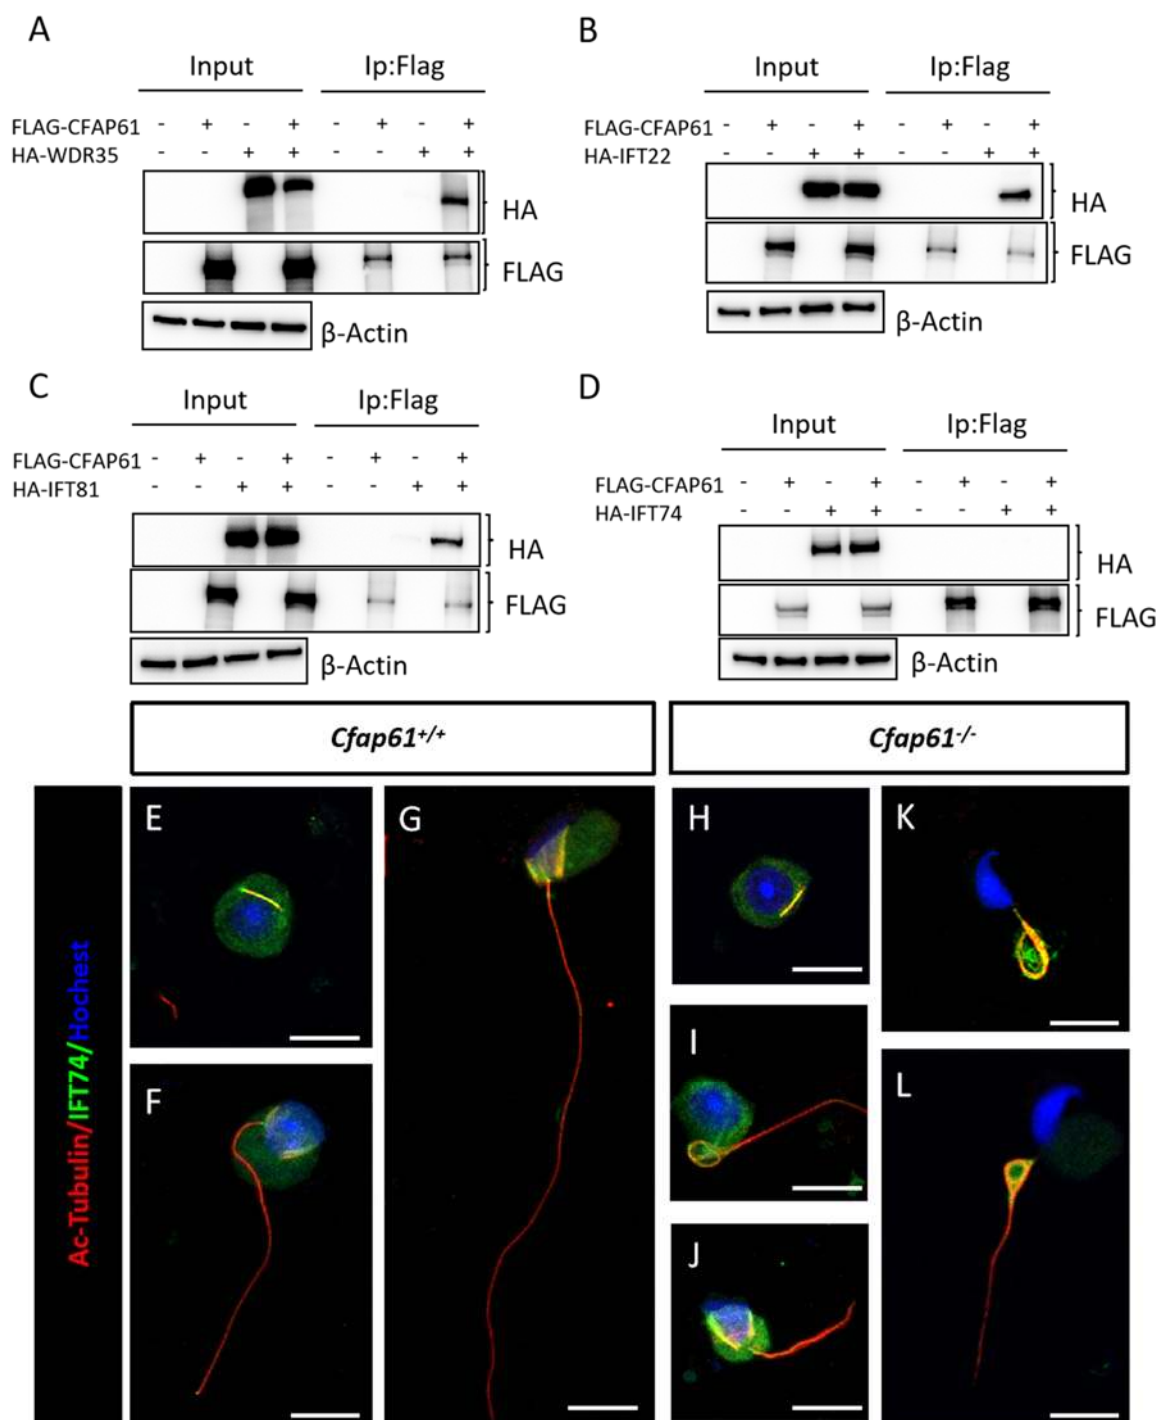 A
Input Ip:Flag
FLAG-CFAP61 - + - + - + - +
HA-WDR35 - - + + - - + +
HA
FLAG
β-Actin
B
Input Ip:Flag
FLAG-CFAP61 - + - + - + - +
HA-IFT22 - - + + - - + +
HA
FLAG
β-Actin
C
Input Ip:Flag
FLAG-CFAP61 - + - + - + - +
HA-IFT81 - - + + - - + +
HA
FLAG
β-Actin
D
Input Ip:Flag
FLAG-CFAP61 - + - + - + - +
HA-IFT74 - - + + - - + +
HA
FLAG
β-Actin
Cfap61+/+
Cfap61-/-
Ac-Tubulin/IFT74/Hochest
E
F
G
H
I
J
K
L